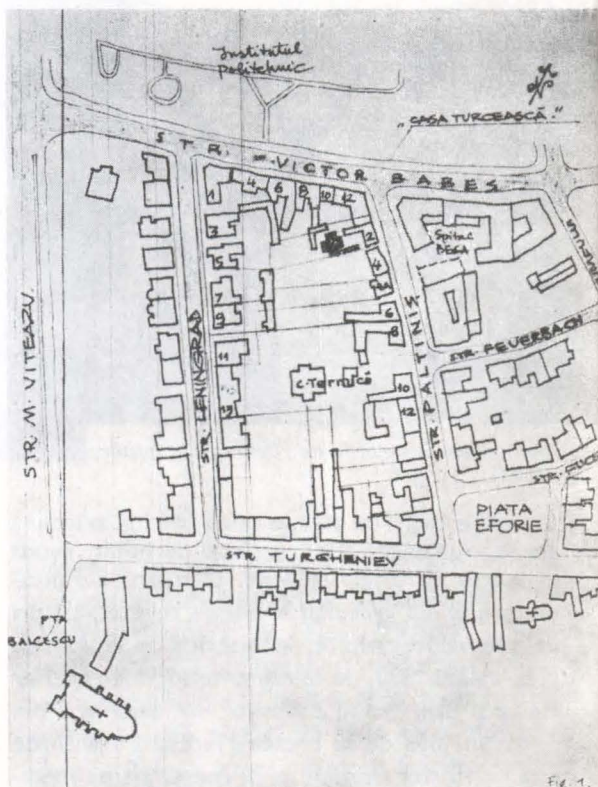 Institutul
politehnic
„CASA TURCEASCĂ."
STR. VICTOR BABES
1
4
6
8
10
12
3
2
Spital
BEGA
5
4
7
9
6
8
STR. M. VITEAZU
STR. LENINGRAD
STR. PALTINI
STR. FEUERBACH
11
C. Termică
10
12
PIATA
EFORIE
STR. TURGHENIEV
PTA
BALCESCU
Fig. 1.